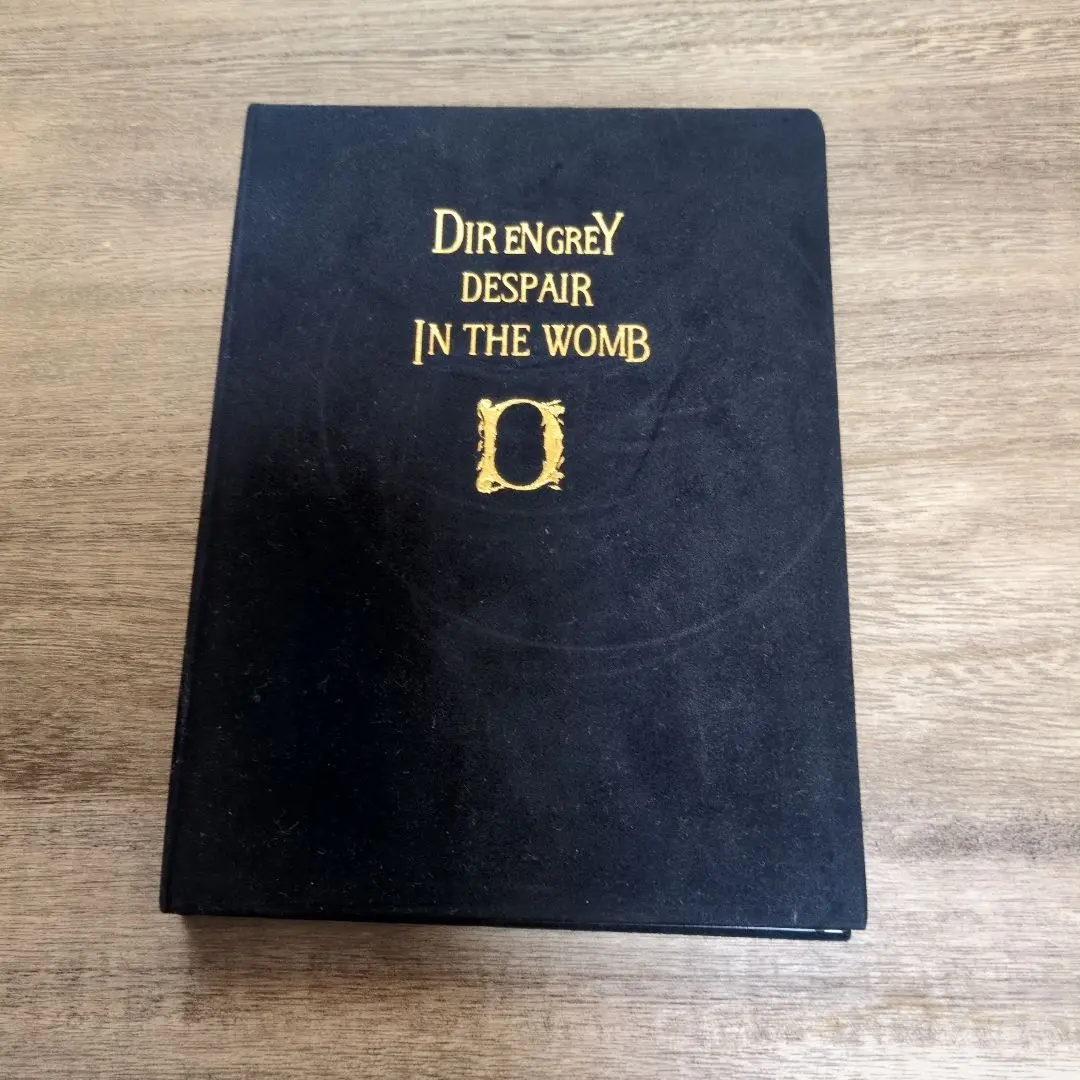 DIR EN GREY
DESPAIR
IN THE WOMB
D